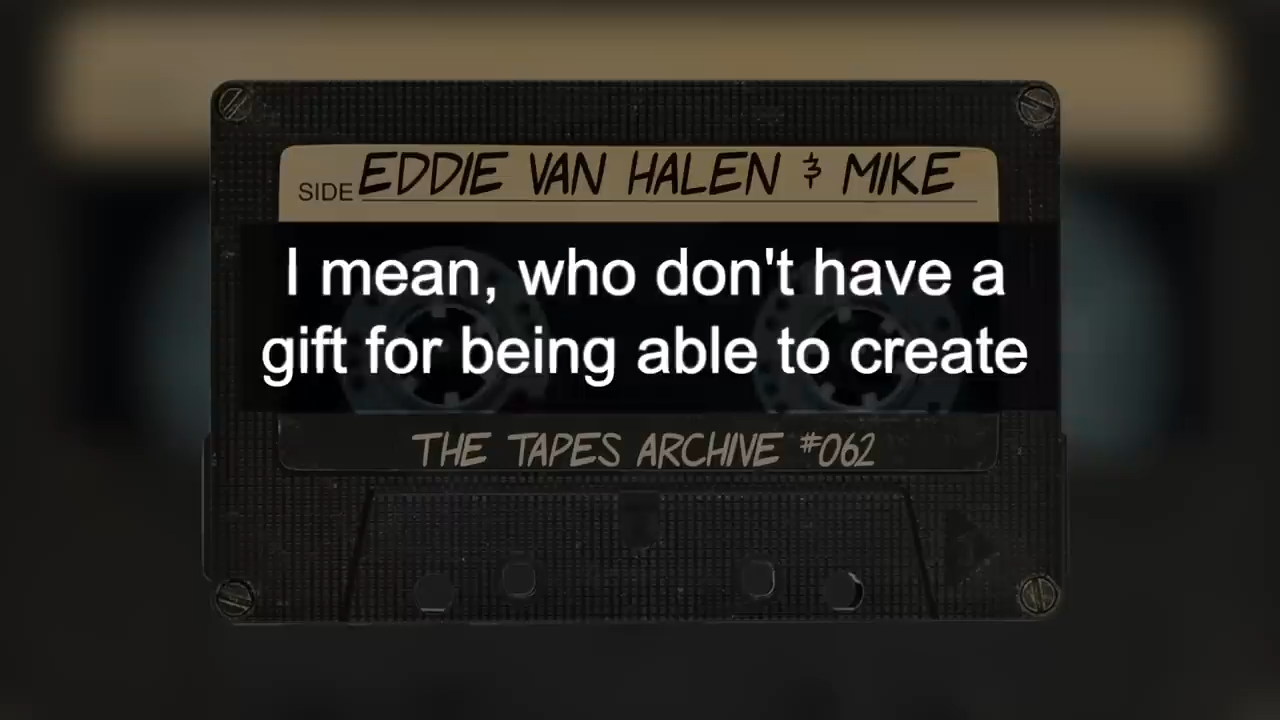 SIDE EDDIE VAN HALEN & MIKE
I mean, who don't have a
gift for being able to create
THE TAPES ARCHIVE #062